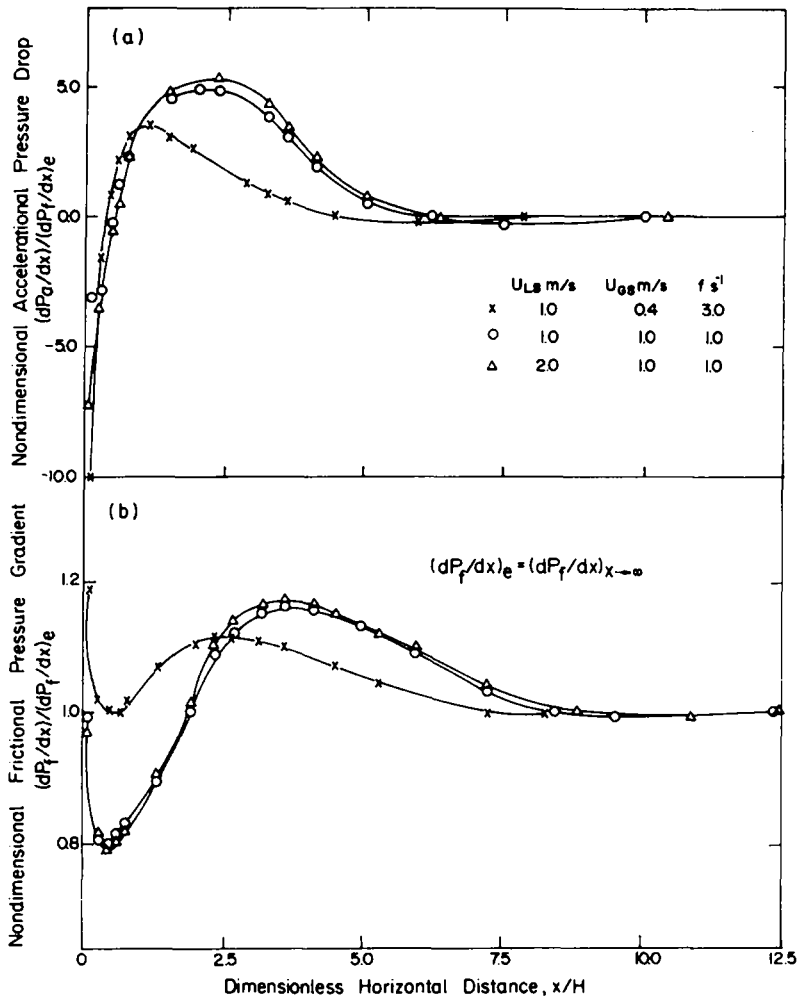 (a)
Nondimensional Accelerational Pressure Drop
(dPa/dx)/(dPf/dx)e
5.0
0.0
-5.0
-10.0
ULS m/s UGS m/s f s⁻¹
x 1.0 0.4 3.0
○ 1.0 1.0 1.0
△ 2.0 1.0 1.0
(b)
Nondimensional Frictional Pressure Gradient
(dPf/dx)/(dPf/dx)e
(dPf/dx)e = (dPf/dx)x→∞
1.2
1.0
0.8
0 2.5 5.0 7.5 10.0 12.5
Dimensionless Horizontal Distance, x/H